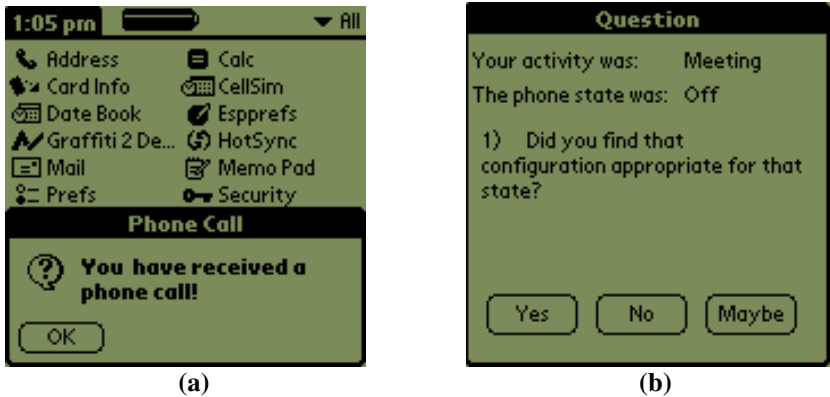 1:05 pm All
Address Calc
Card Info CellSim
Date Book Espprefs
Graffiti 2 De... HotSync
Mail Memo Pad
Prefs Security
Phone Call
You have received a
phone call!
OK
(a)
Question
Your activity was: Meeting
The phone state was: Off
1) Did you find that
configuration appropriate for that
state?
Yes No Maybe
(b)